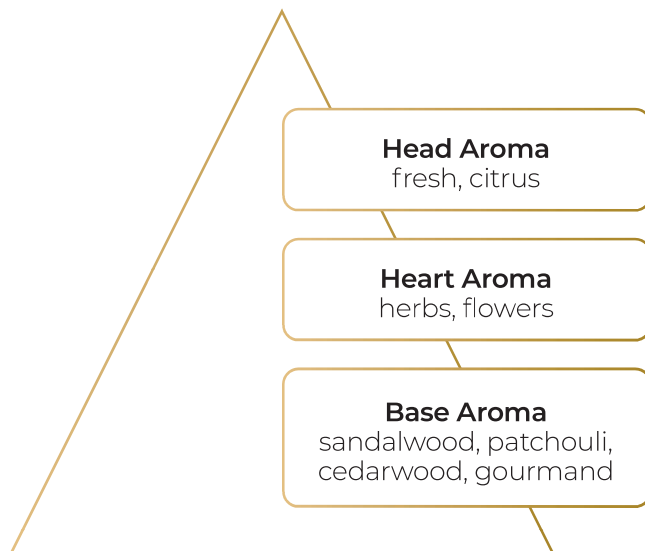 Head Aroma
fresh, citrus
Heart Aroma
herbs, flowers
Base Aroma
sandalwood, patchouli,
cedarwood, gourmand